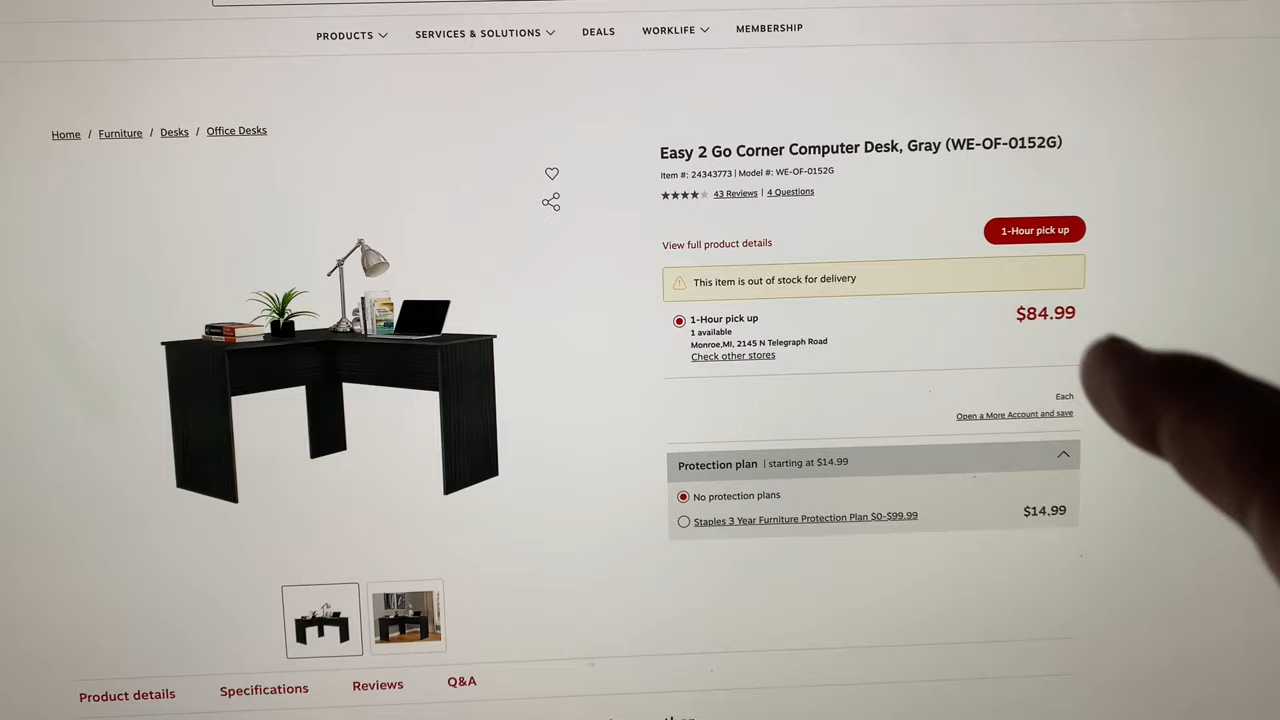 PRODUCTS SERVICES & SOLUTIONS DEALS WORKLIFE MEMBERSHIP
Home / Furniture / Desks / Office Desks
Easy 2 Go Corner Computer Desk, Gray (WE-OF-0152G)
Item #: 24343773 | Model #: WE-OF-0152G
43 Reviews | 4 Questions
1-Hour pick up
View full product details
This item is out of stock for delivery
1-Hour pick up $84.99
1 available
Monroe,MI, 2145 N Telegraph Road
Check other stores
Each
Open a More Account and save
Protection plan | starting at $14.99
No protection plans
Staples 3 Year Furniture Protection Plan $0-$99.99 $14.99
Product details Specifications Reviews Q&A